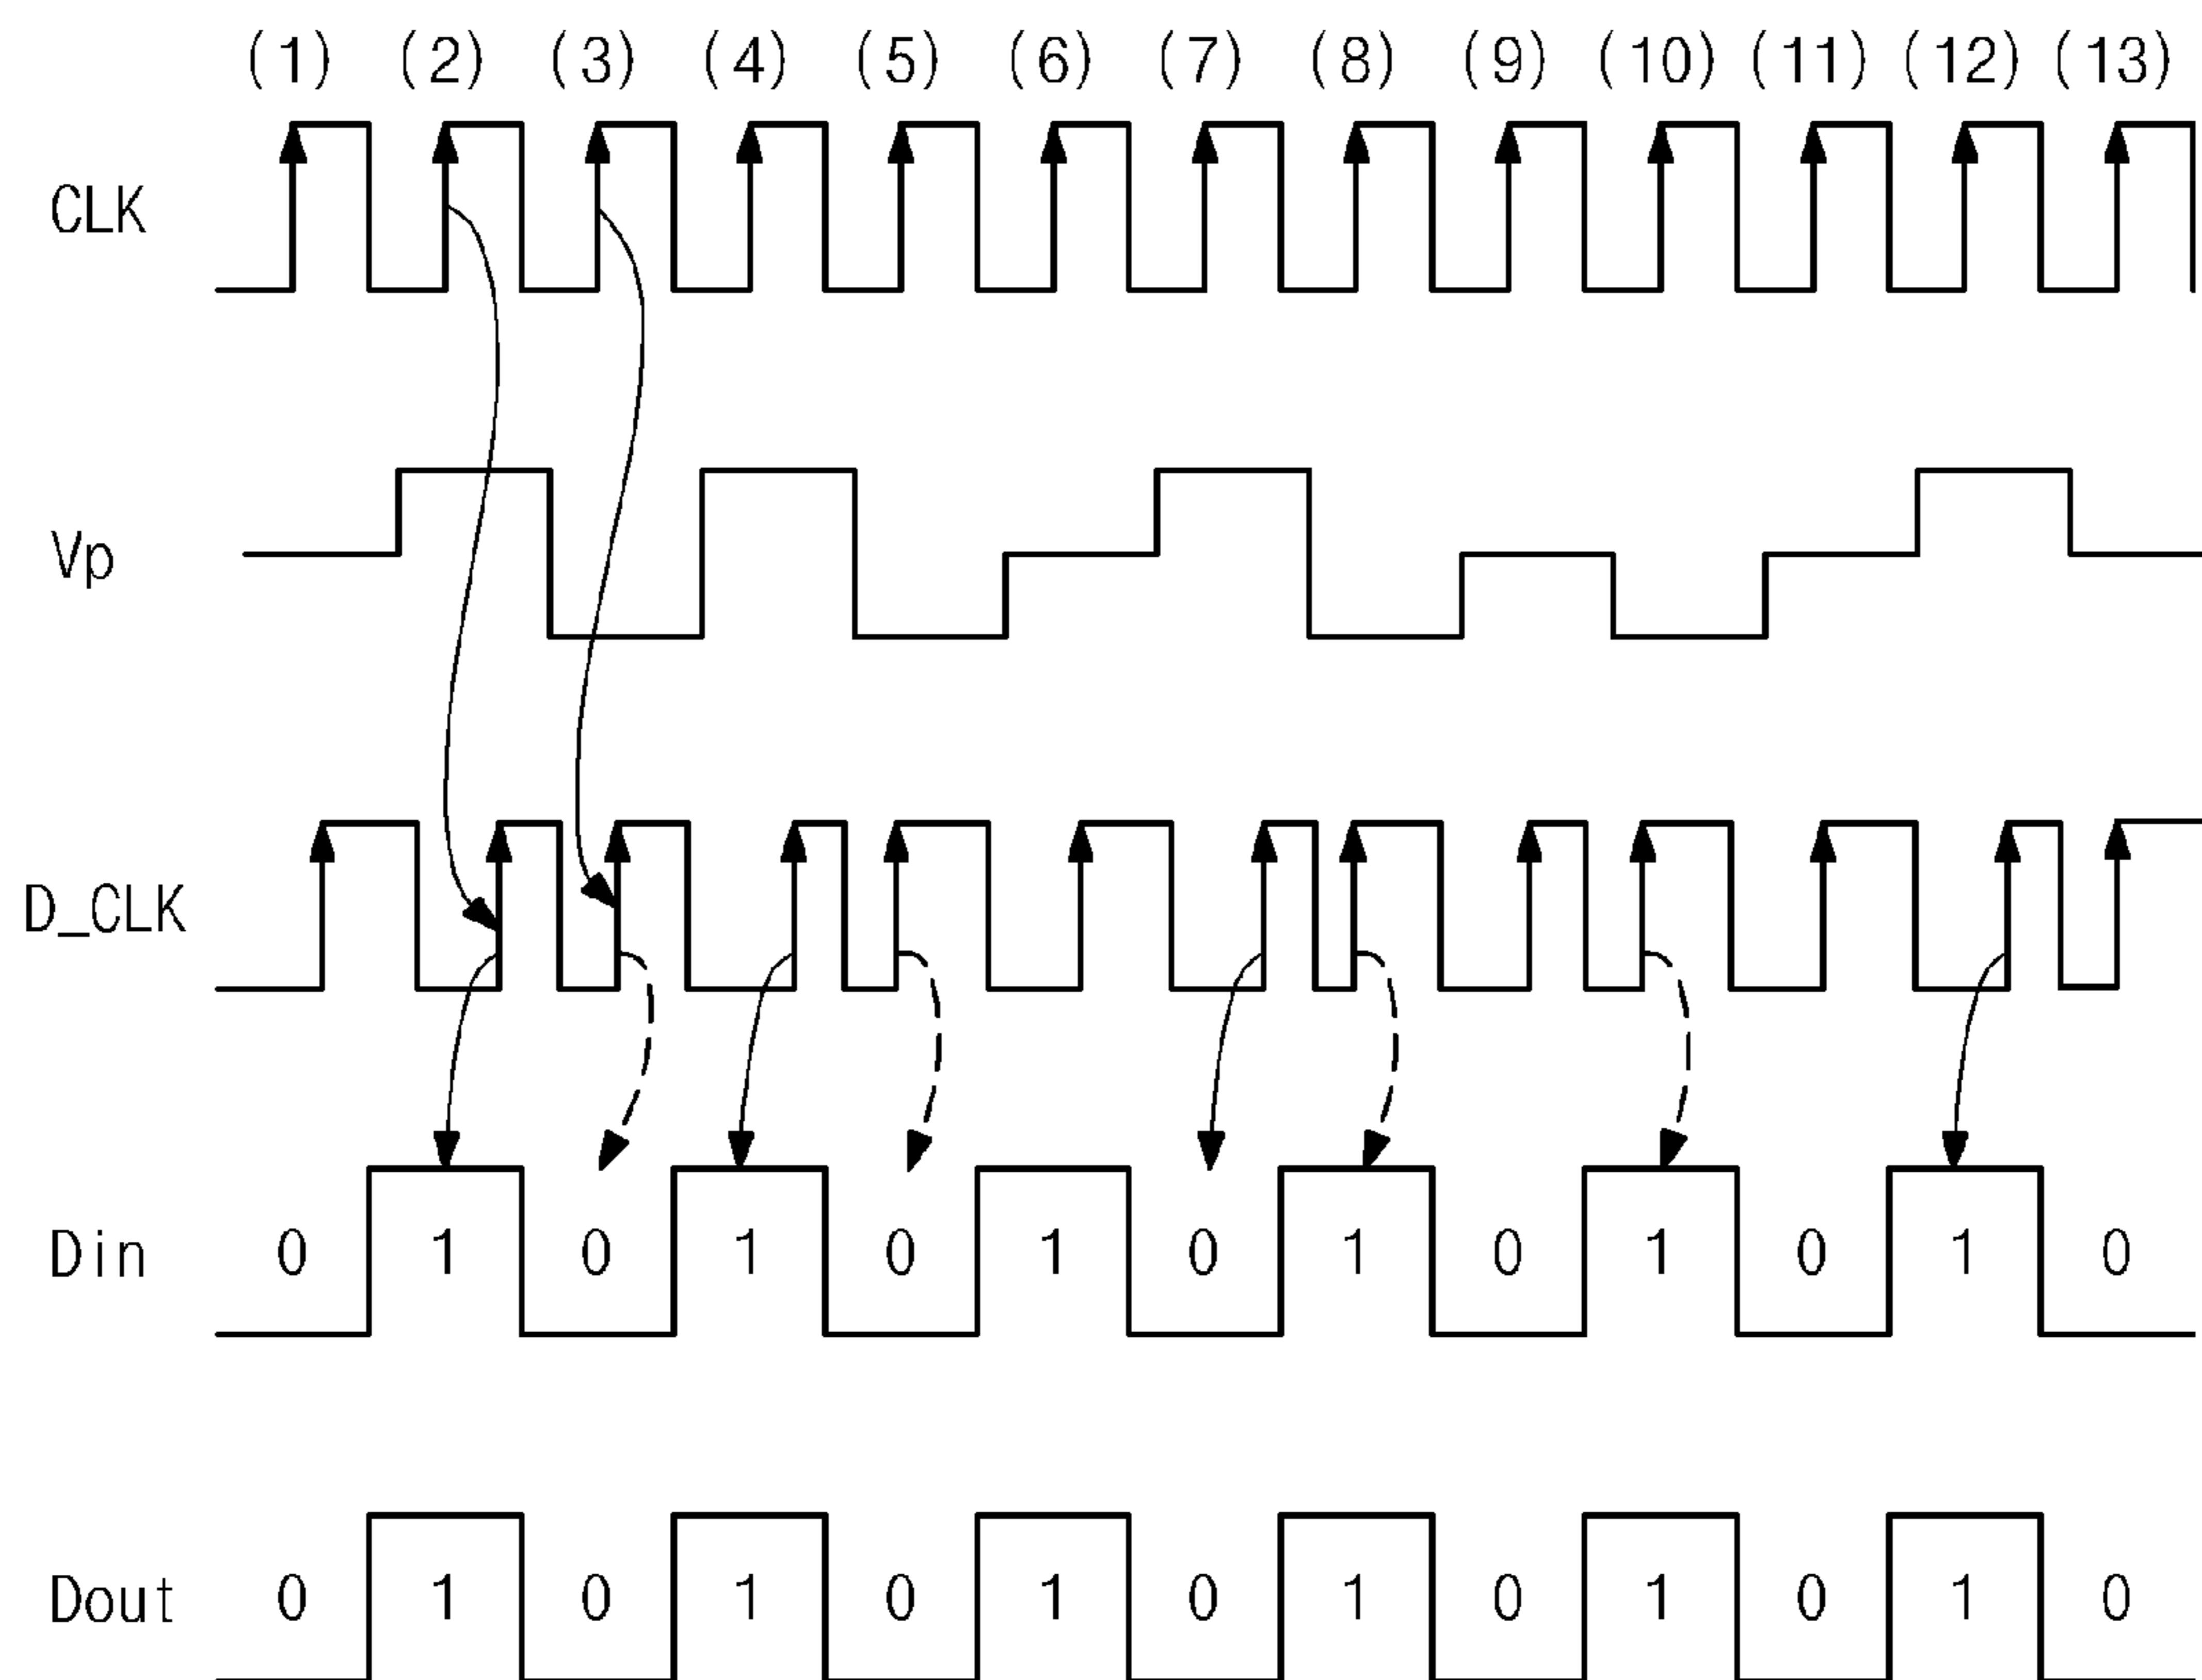 (1) (2) (3) (4) (5) (6) (7) (8) (9) (10) (11) (12) (13)
CLK
Vp
D_CLK
Din 0 1 0 1 0 1 0 1 0 1 0 1 0
Dout 0 1 0 1 0 1 0 1 0 1 0 1 0